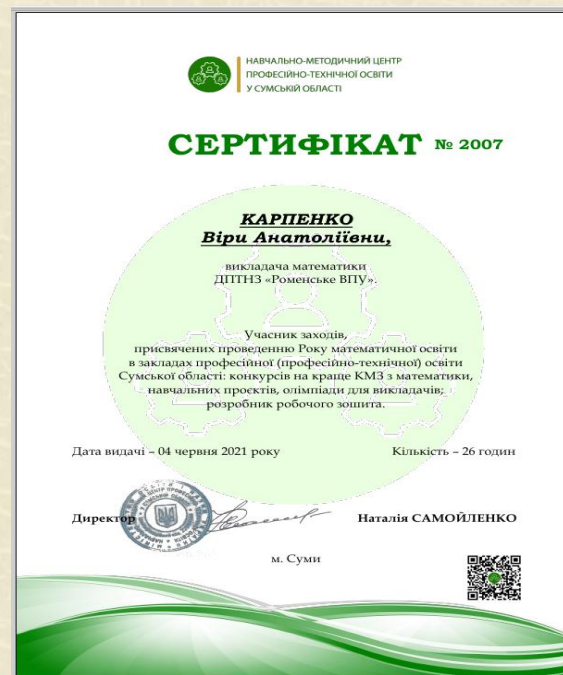 НАВЧАЛЬНО-МЕТОДИЧНИЙ ЦЕНТР
ПРОФЕСІЙНО-ТЕХНІЧНОЇ ОСВІТИ
У СУМСЬКІЙ ОБЛАСТІ
СЕРТИФІКАТ № 2007
КАРПЕНКО
Віри Анатоліївни,
викладача математики
ДПТНЗ «Роменське ВПУ».
Учасник заходів,
присвячених проведенню Року математичної освіти
в закладах професійної (професійно-технічної) освіти
Сумської області: конкурсів на краще КМЗ з математики,
навчальних проєктів, олімпіади для викладачів;
розробник робочого зошита.
Дата видачі – 04 червня 2021 року Кількість – 26 годин
Директор Наталія САМОЙЛЕНКО
м. Суми